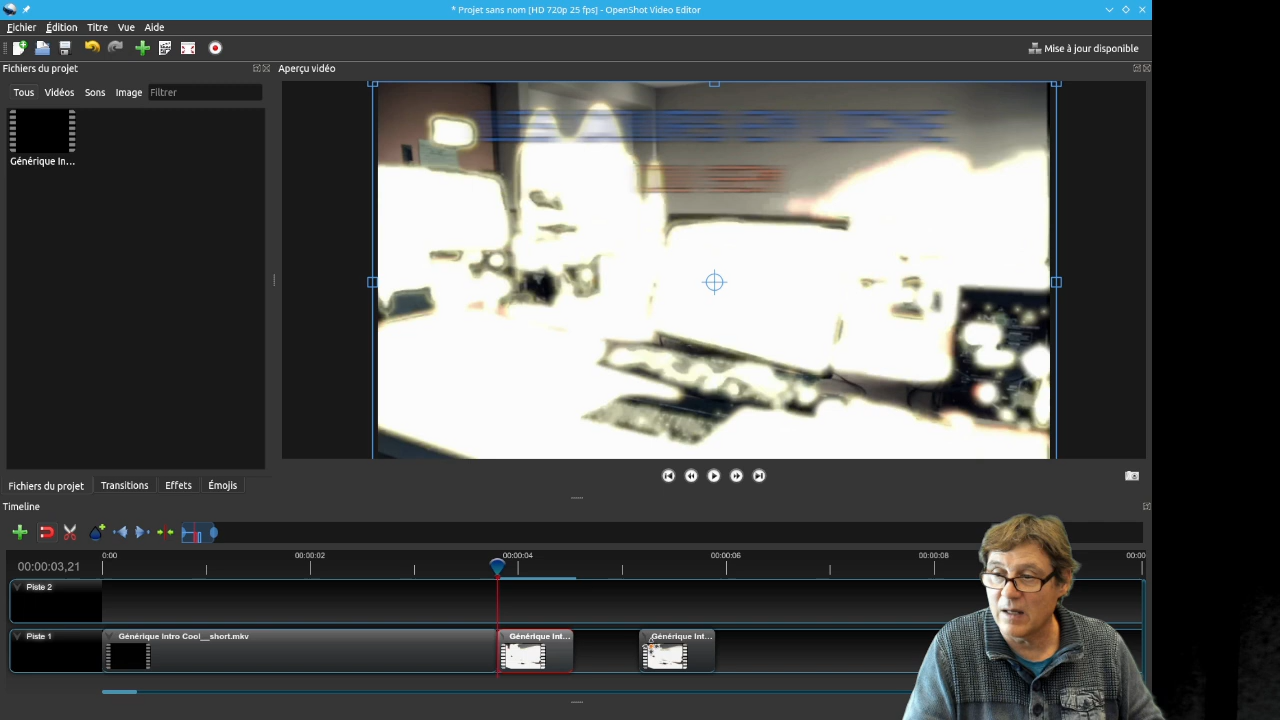 * Projet sans nom [HD 720p 25 fps] - OpenShot Video Editor
Fichier Édition Titre Vue Aide
Mise à jour disponible
Fichiers du projet
Aperçu vidéo
Tous Vidéos Sons Image Filtrer
Générique In...
Fichiers du projet Transitions Effets Émojis
Timeline
0:00 00:00:02 00:00:04 00:00:06 00:00:08 00:00
00:00:03,21
Piste 2
Piste 1
Générique Intro Cool__short.mkv
Générique Int...
Générique Int...